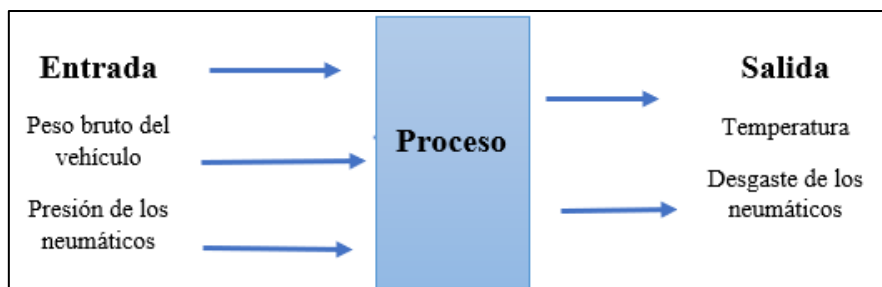 Entrada
Peso bruto del
vehículo
Presión de los
neumáticos
Proceso
Salida
Temperatura
Desgaste de los
neumáticos